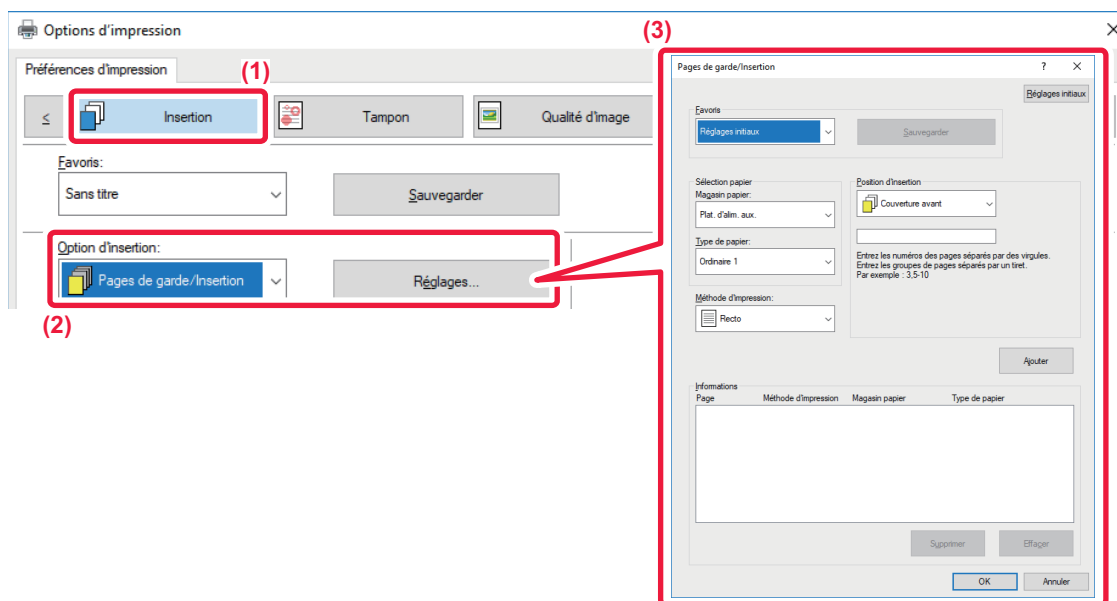 Options d'impression
(3)
Préférences d'impression
(1)
<
Insertion
Tampon
Qualité d'image
Favoris:
Sans titre
Sauvegarder
Option d'insertion:
Pages de garde/Insertion
Réglages...
(2)
Pages de garde/Insertion
?
Réglages initiaux
Favoris
Réglages initiaux
Sauvegarder
Sélection papier
Magasin papier:
Plat. d'alim. aux.
Type de papier:
Ordinaire 1
Position d'insertion
Couverture avant
Entrez les numéros des pages séparés par des virgules.
Entrez les groupes de pages séparés par un tiret.
Par exemple : 3,5-10
Méthode d'impression:
Recto
Ajouter
Informations
Page Méthode d'impression Magasin papier Type de papier
Supprimer
Effaçer
OK
Annuler